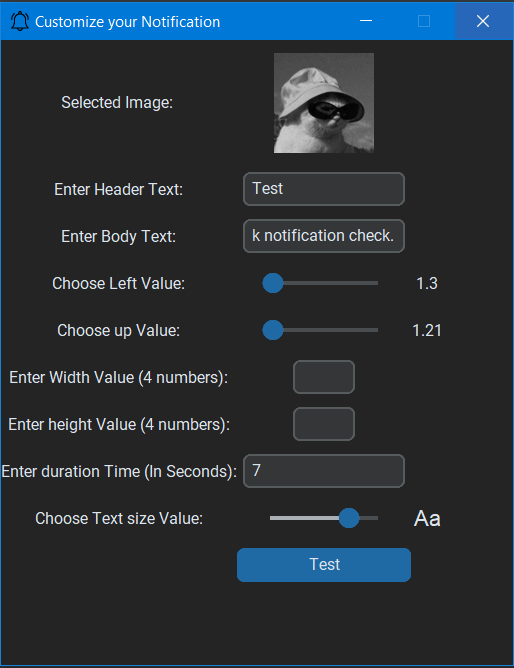 Customize your Notification
Selected Image:
Enter Header Text: Test
Enter Body Text: k notification check.
Choose Left Value: 1.3
Choose up Value: 1.21
Enter Width Value (4 numbers):
Enter height Value (4 numbers):
Enter duration Time (In Seconds): 7
Choose Text size Value: Aa
Test